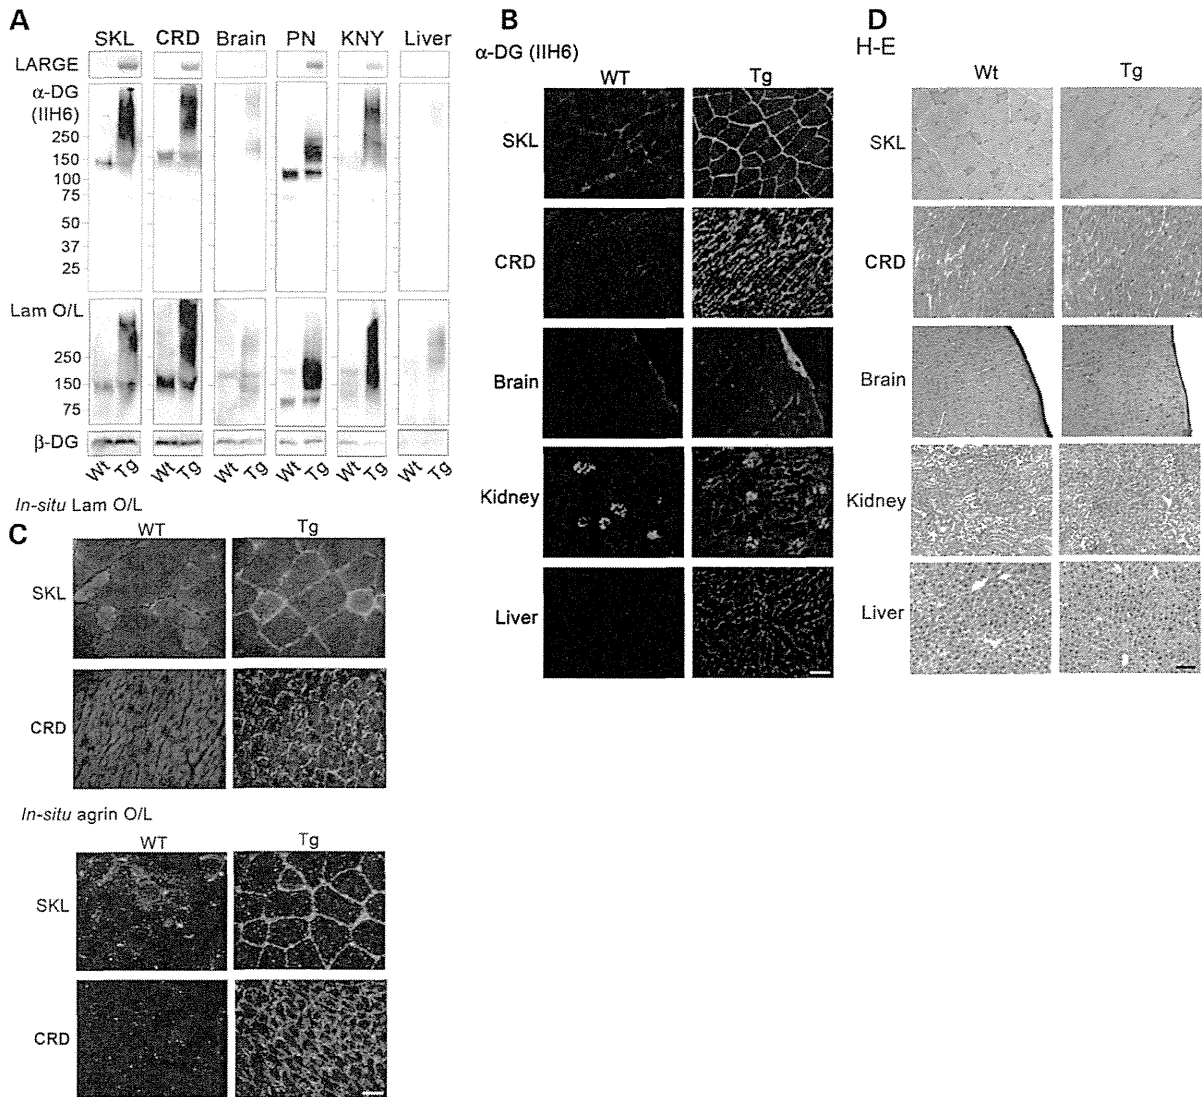 A
SKL CRD Brain PN KNY Liver
LARGE
α-DG
(IIH6)
250
150
100
75
50
37
25
Lam O/L
250
150
75
β-DG
Wt Tg Wt Tg Wt Tg Wt Tg Wt Tg Wt Tg
B
α-DG (IIH6)
WT Tg
SKL
CRD
Brain
Kidney
Liver
In-situ Lam O/L
C
WT Tg
SKL
CRD
In-situ agrin O/L
WT Tg
SKL
CRD
D
H-E
Wt Tg
SKL
CRD
Brain
Kidney
Liver